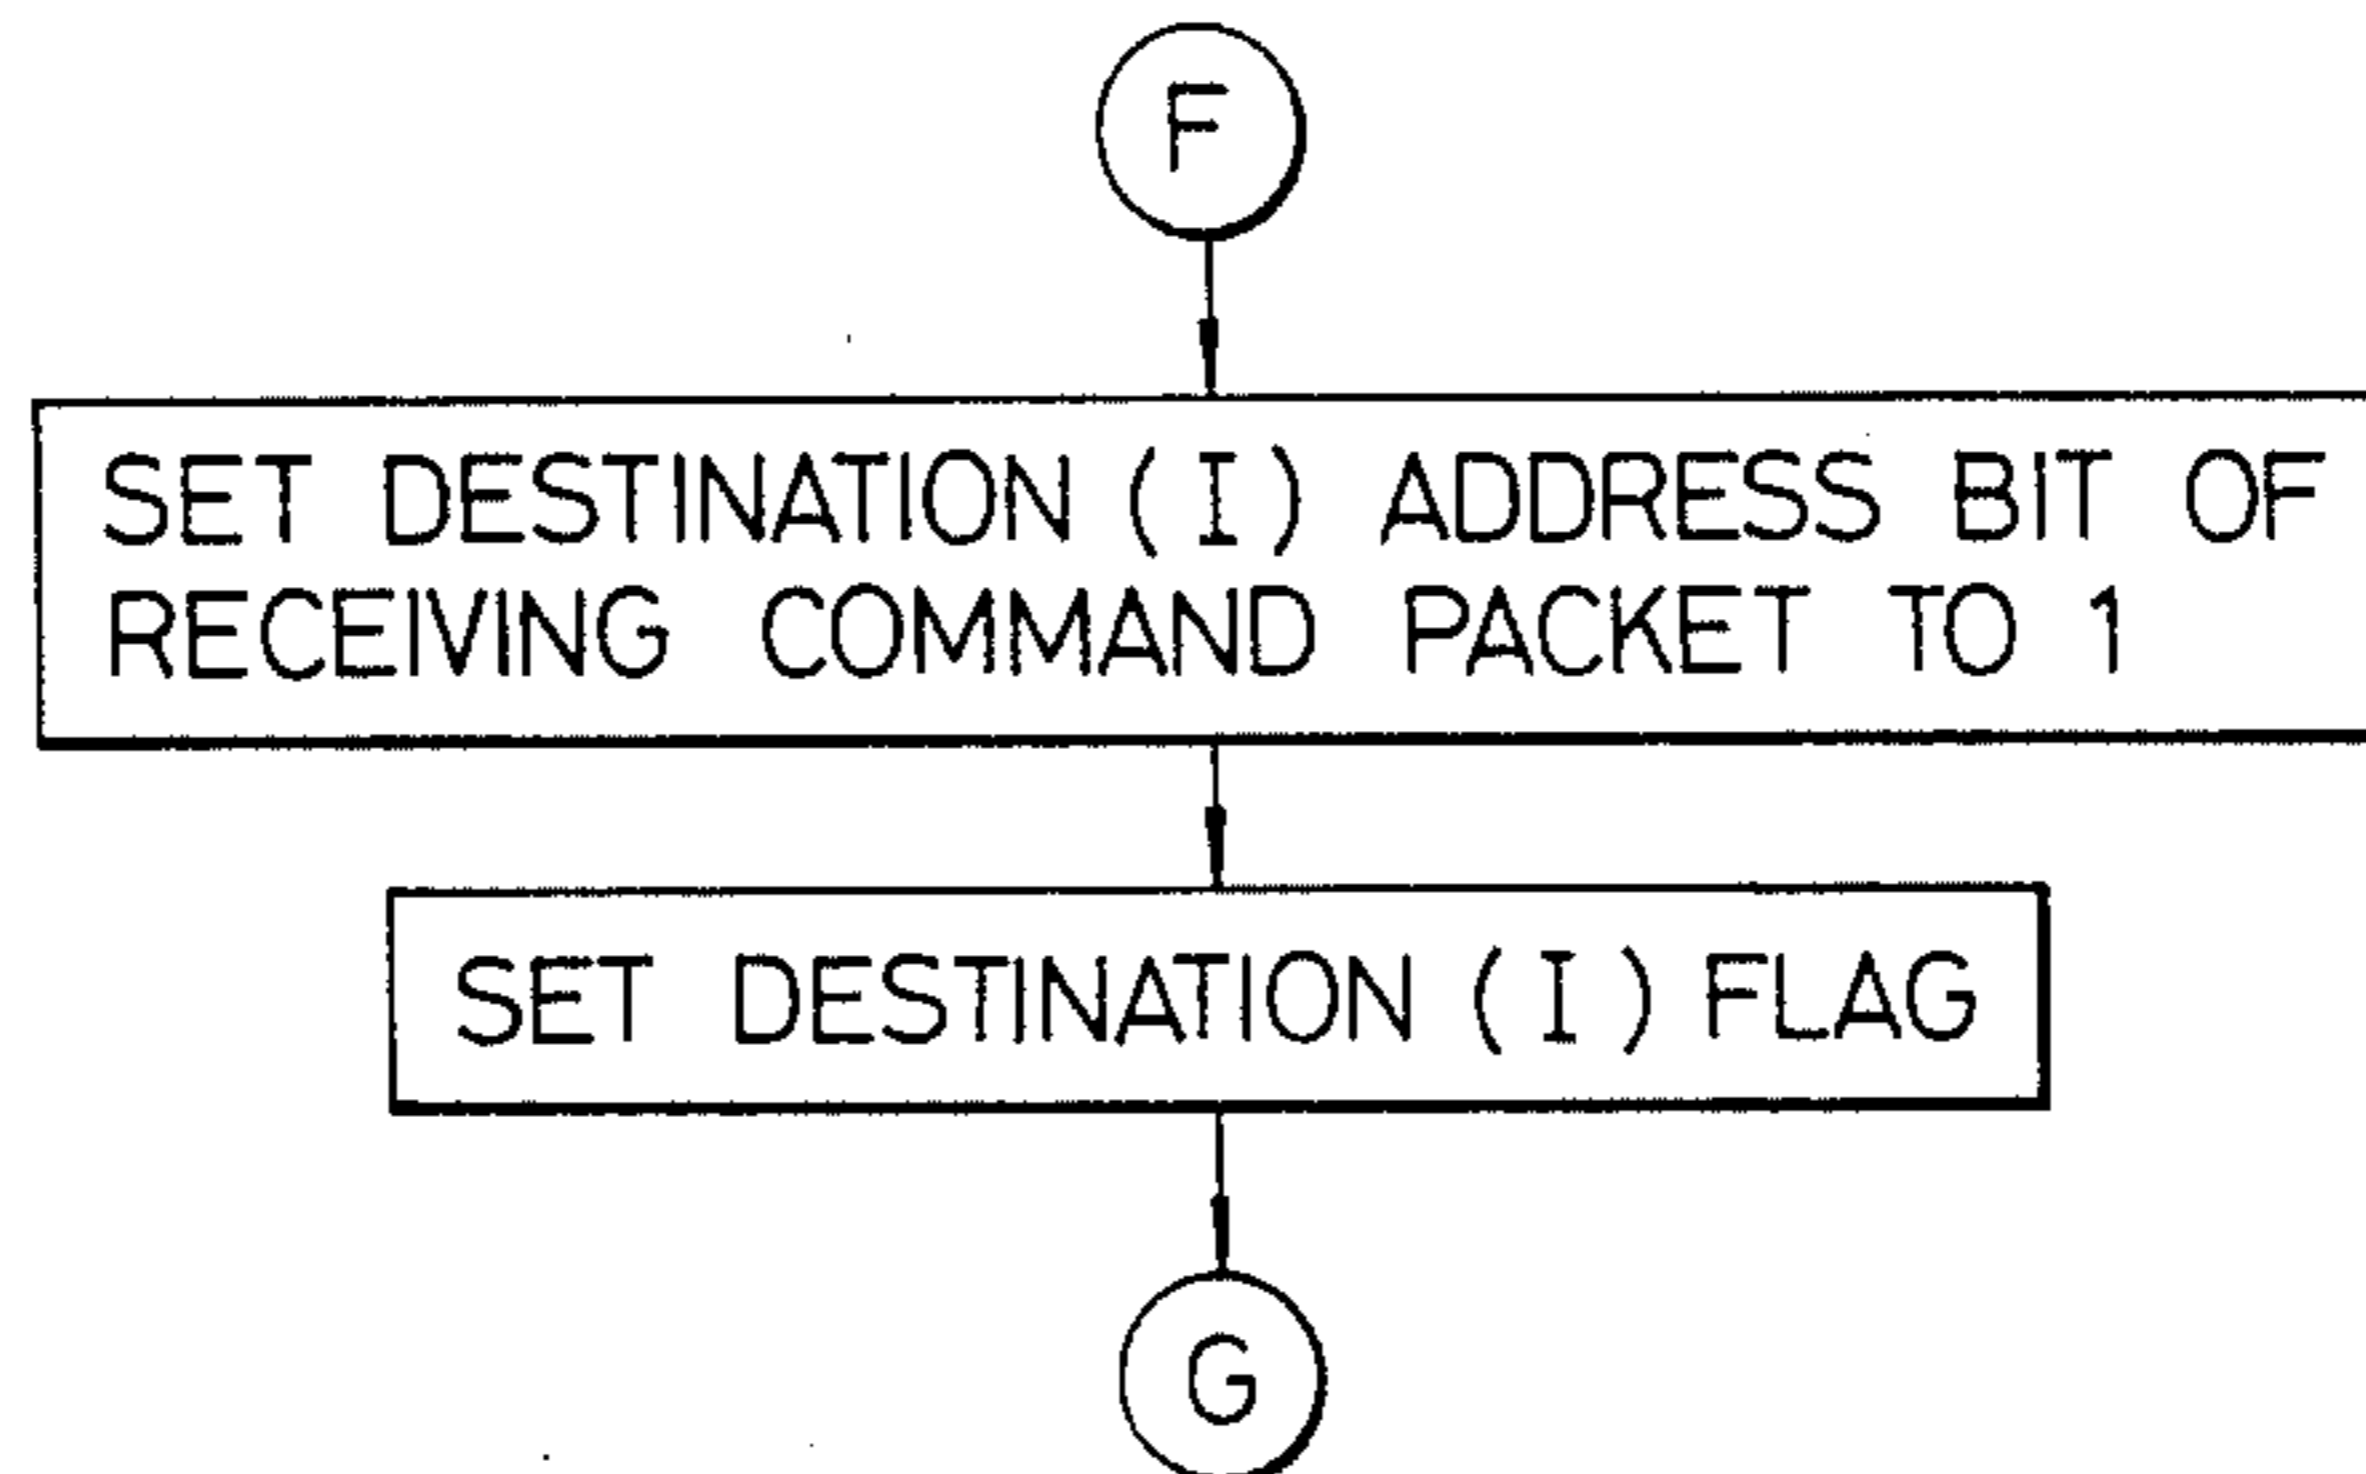 F
SET DESTINATION (I) ADDRESS BIT OF
RECEIVING COMMAND PACKET TO 1
SET DESTINATION (I) FLAG
G